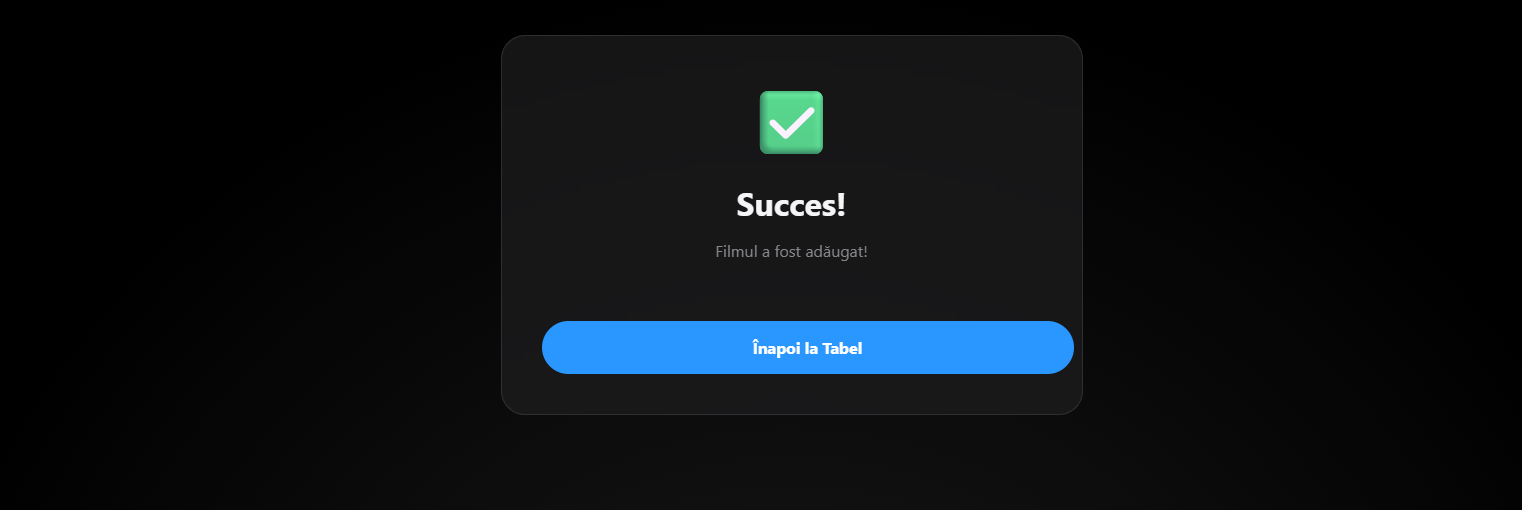 Succes!
Filmul a fost adăugat!
Înapoi la Tabel